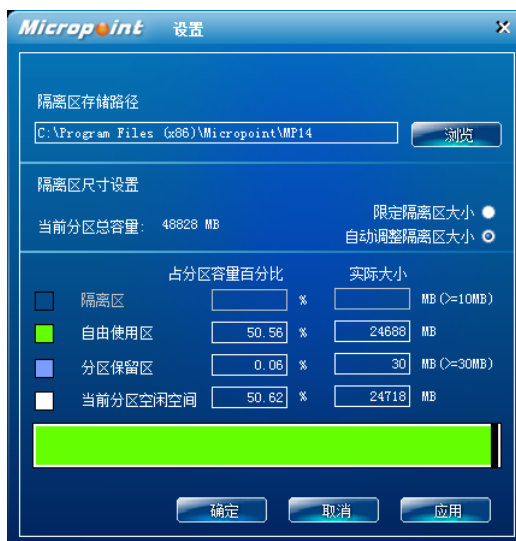 Micropoint 设置
隔离区存储路径
C:\Program Files (x86)\Micropoint\MP14 浏览
隔离区尺寸设置
当前分区总容量: 48828 MB
限定隔离区大小
自动调整隔离区大小
占分区容量百分比 实际大小
隔离区 % MB(>=10MB)
自由使用区 50.56 % 24688 MB
分区保留区 0.06 % 30 MB(>=30MB)
当前分区空闲空间 50.62 % 24718 MB
确定 取消 应用